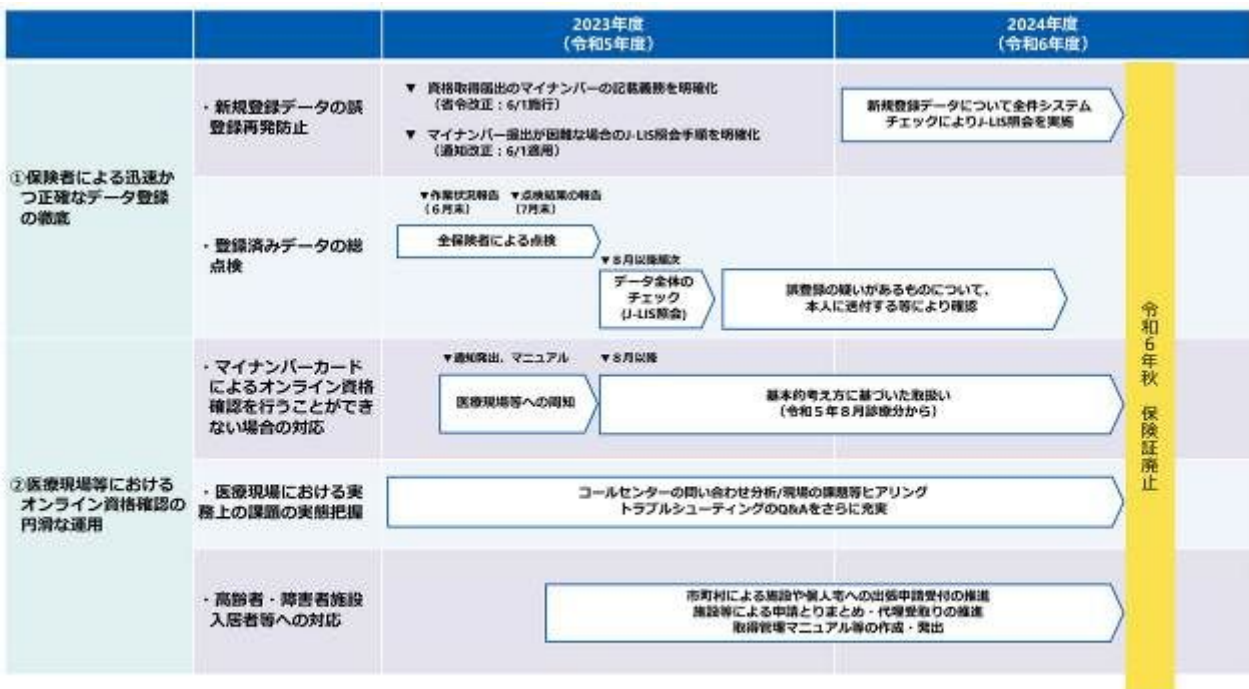 2023年度
（令和5年度）
2024年度
（令和6年度）
①保険者による迅速か
つ正確なデータ登録
の徹底
・新規登録データの誤
登録再発防止
▼ 資格取得届出のマイナンバーの記載義務を明確化
（省令改正：6/1施行）
▼ マイナンバー提出が困難な場合のJ-LIS照会手順を明確化
（通知改正：6/1適用）
新規登録データについて全件システム
チェックによりJ-LIS照会を実施
・登録済みデータの総
点検
▼作業状況報告 ▼点検結果の報告
（6月末） （7月末）
全保険者による点検
▼８月以後順次
データ全体の
チェック
(J-LIS照会)
誤登録の疑いがあるものについて、
本人に送付する等により確認
②医療現場等における
オンライン資格確認の
円滑な運用
・マイナンバーカード
によるオンライン資格
確認を行うことができ
ない場合の対応
▼通知発出、マニュアル
▼８月以後
医療現場等への周知
基本的考え方に基づいた取扱い
（令和５年８月診療分から）
・医療現場における実
務上の課題の実態把握
コールセンターの問い合わせ分析/現場の課題等ヒアリング
トラブルシューティングのQ&Aをさらに充実
・高齢者・障害者施設
入居者等への対応
市町村による施設や個人宅への出張申請受付の推進
施設等による申請とりまとめ・代理受取りの推進
取得管理マニュアル等の作成・発出
令和６年秋 保険証廃止